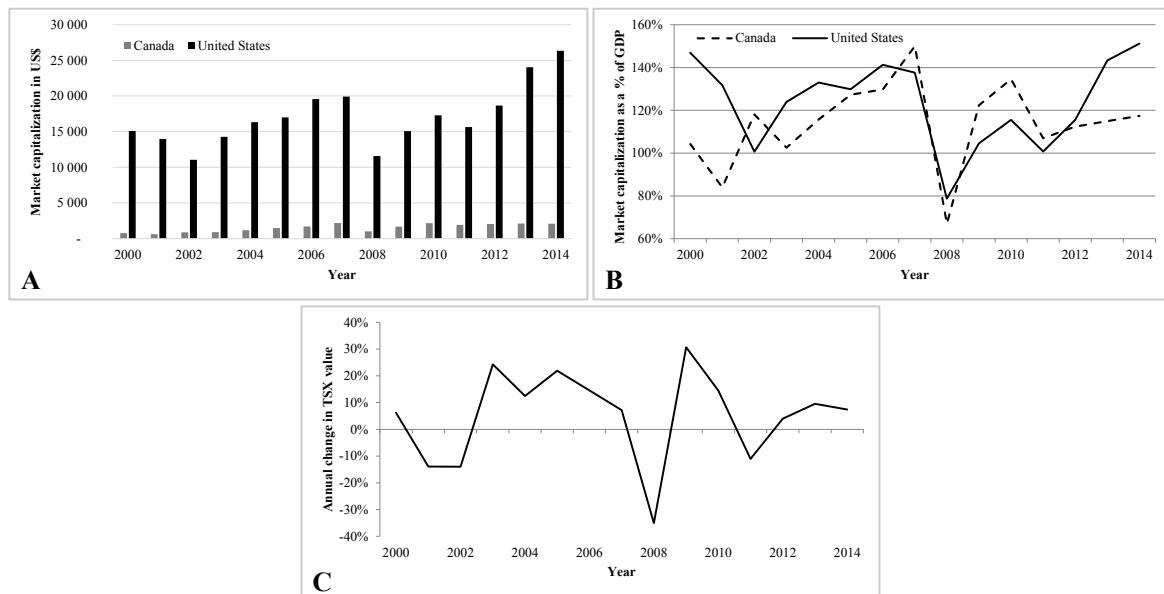 30 000
25 000
20 000
15 000
10 000
5 000
-
Market capitalization in US$
Canada
United States
2000 2002 2004 2006 2008 2010 2012 2014
Year
A
160%
140%
120%
100%
80%
60%
Market capitalization as a % of GDP
Canada
United States
2000 2002 2004 2006 2008 2010 2012 2014
Year
B
40%
30%
20%
10%
0%
-10%
-20%
-30%
-40%
Annual change in TSX value
2000 2002 2004 2006 2008 2010 2012 2014
Year
C